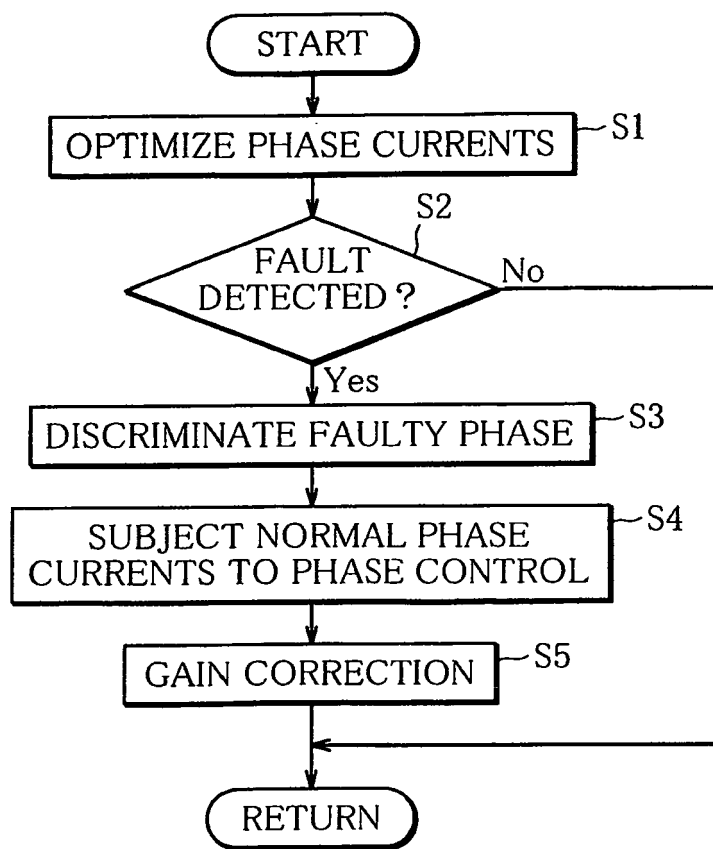 START
OPTIMIZE PHASE CURRENTS
S1
S2
FAULT
DETECTED ?
No
Yes
DISCRIMINATE FAULTY PHASE
S3
SUBJECT NORMAL PHASE
CURRENTS TO PHASE CONTROL
S4
GAIN CORRECTION
S5
RETURN